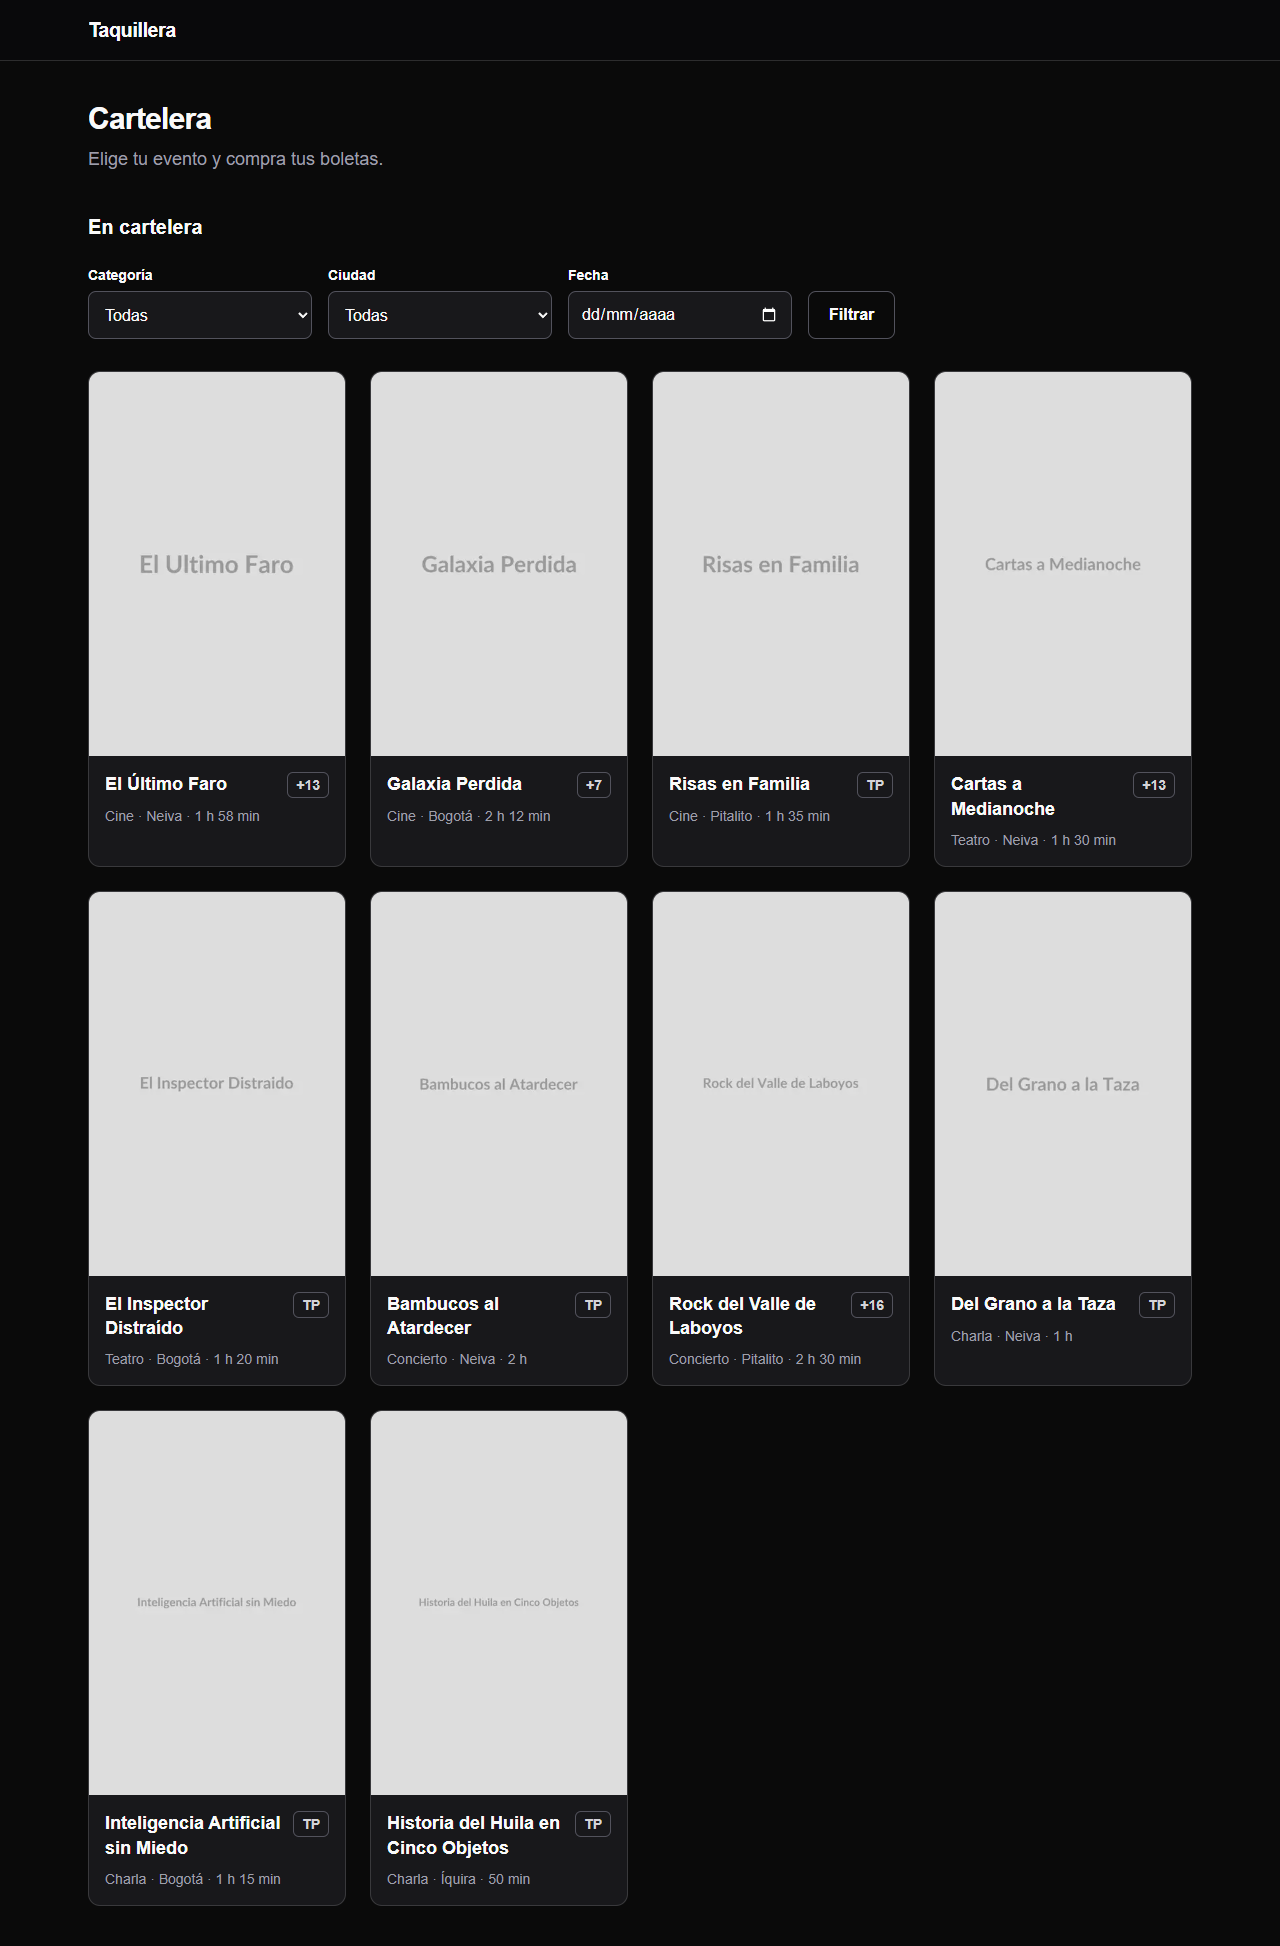 Taquillera
Cartelera
Elige tu evento y compra tus boletas.
En cartelera
Categoría
Ciudad
Fecha
Todas
Todas
dd/mm/aaaa
Filtrar
El Ultimo Faro
Galaxia Perdida
Risas en Familia
Cartas a Medianoche
El Último Faro
+13
Cine · Neiva · 1 h 58 min
Galaxia Perdida
+7
Cine · Bogotá · 2 h 12 min
Risas en Familia
TP
Cine · Pitalito · 1 h 35 min
Cartas a
Medianoche
+13
Teatro · Neiva · 1 h 30 min
El Inspector Distraido
Bambucos al Atardecer
Rock del Valle de Laboyos
Del Grano a la Taza
El Inspector
Distraído
TP
Teatro · Bogotá · 1 h 20 min
Bambucos al
Atardecer
TP
Concierto · Neiva · 2 h
Rock del Valle de
Laboyos
+16
Concierto · Pitalito · 2 h 30 min
Del Grano a la Taza
TP
Charla · Neiva · 1 h
Inteligencia Artificial sin Miedo
Historia del Huila en Cinco Objetos
Inteligencia Artificial
sin Miedo
TP
Charla · Bogotá · 1 h 15 min
Historia del Huila en
Cinco Objetos
TP
Charla · Íquira · 50 min